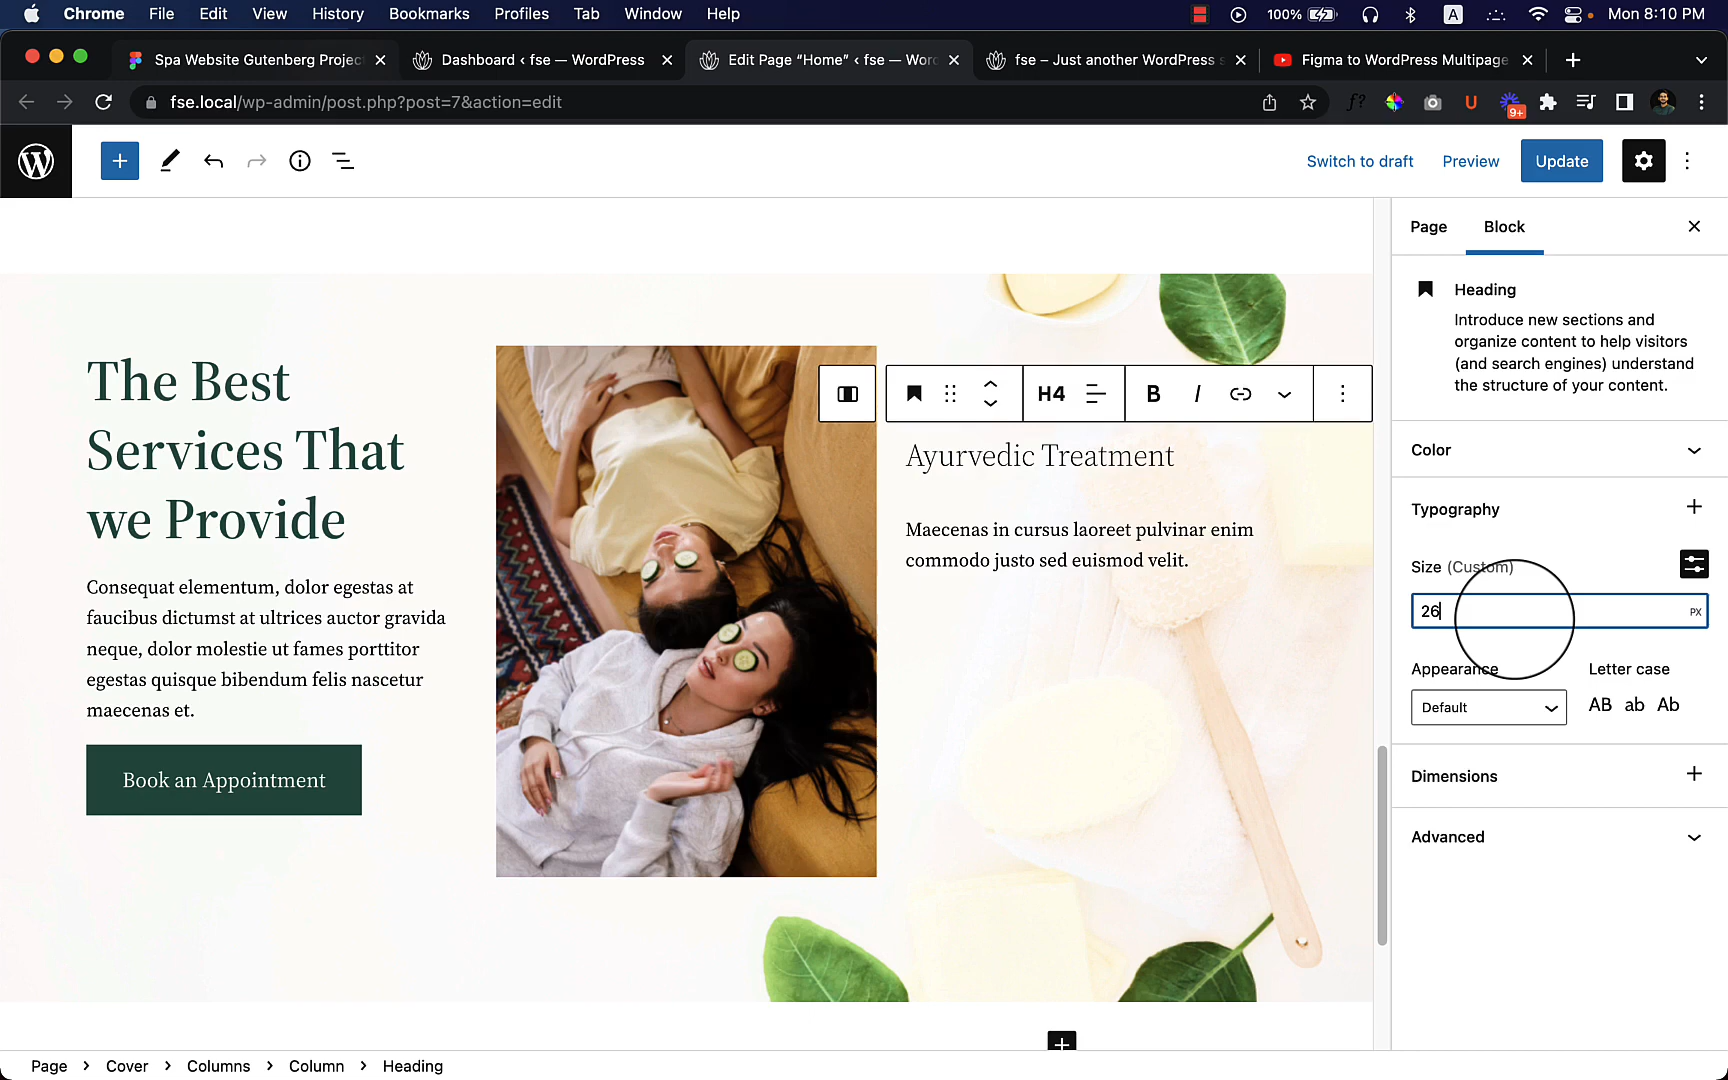 Chrome File Edit View History Bookmarks Profiles Tab Window Help
100% A Mon 8:10 PM
Spa Website Gutenberg Projec
Dashboard ‹ fse — WordPress
Edit Page “Home” ‹ fse — Wor
fse – Just another WordPress s
Figma to WordPress Multipage
fse.local/wp-admin/post.php?post=7&action=edit
f?
U
9+
Switch to draft Preview Update
Page Block
Heading
Introduce new sections and
organize content to help visitors
(and search engines) understand
the structure of your content.
Color
Typography
Size (Custom)
26
PX
Appearance Letter case
Default
AB ab Ab
Dimensions
Advanced
The Best
Services That
we Provide
Consequat elementum, dolor egestas at
faucibus dictumst at ultrices auctor gravida
neque, dolor molestie ut fames porttitor
egestas quisque bibendum felis nascetur
maecenas et.
Book an Appointment
H4 B I
Ayurvedic Treatment
Maecenas in cursus laoreet pulvinar enim
commodo justo sed euismod velit.
Page › Cover › Columns › Column › Heading